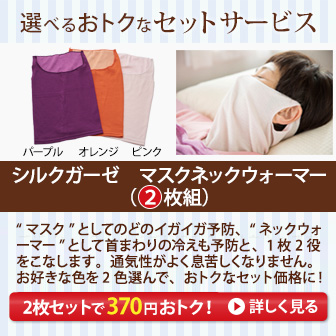 選べるおトクなセットサービス
パープル オレンジ ピンク
シルクガーゼ マスクネックウォーマー
（②枚組）
“マスク”としてのどのイガイガ予防、“ネックウォ
ーマー”として首まわりの冷えも予防と、1枚2役
をこなします。通気性がよく息苦しくなりません。
お好きな色を2色選んで、おトクなセット価格に！
2枚セットで370円おトク！ 詳しく見る